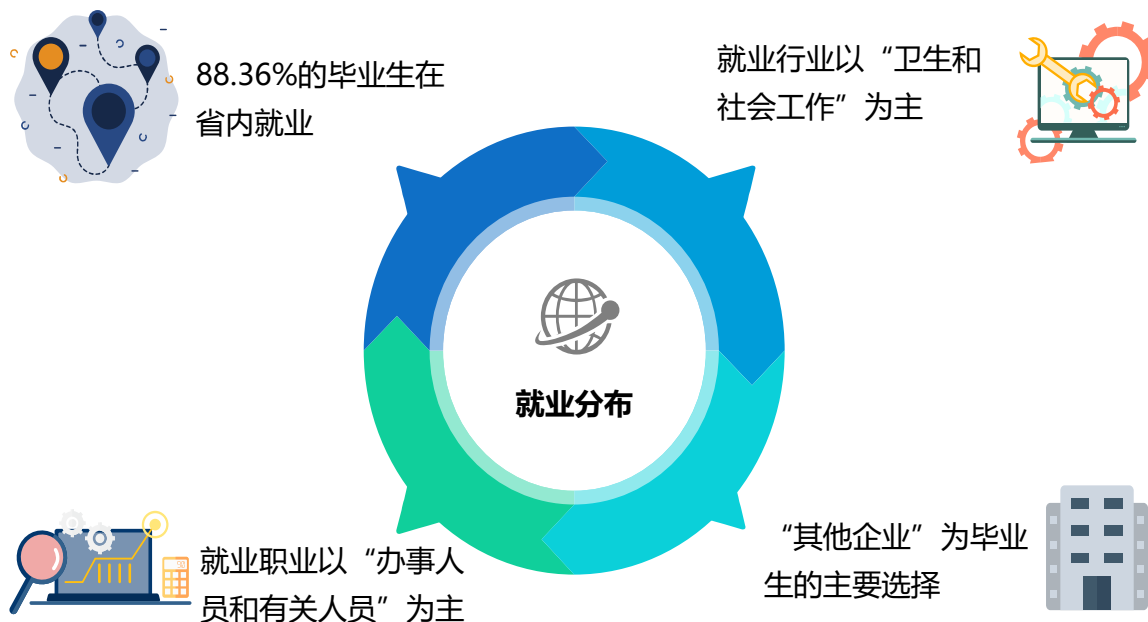 88.36%的毕业生在
省内就业
就业行业以“卫生和
社会工作”为主
就业分布
就业职业以“办事人
员和有关人员”为主
“其他企业”为毕业
生的主要选择